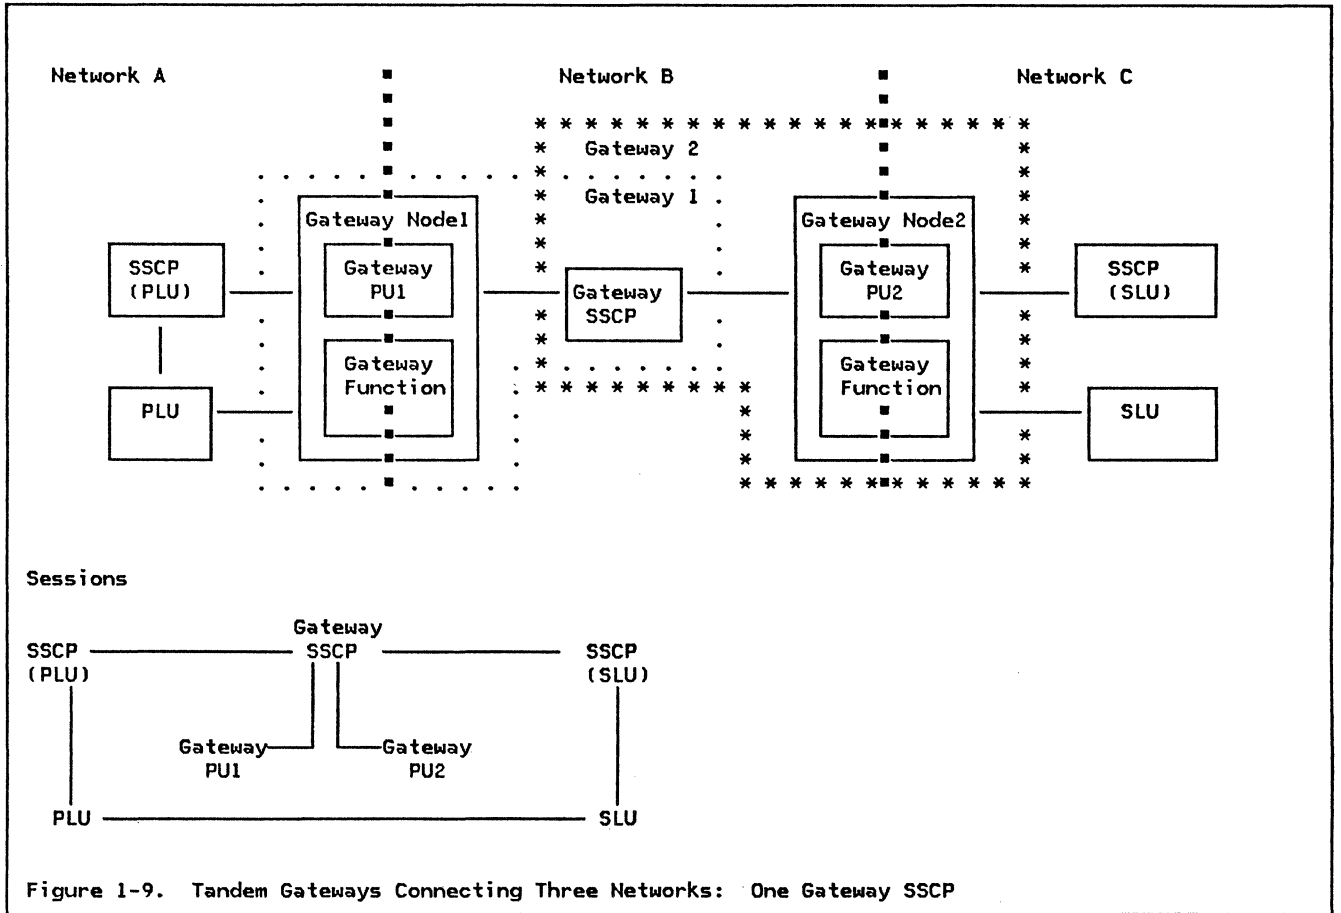 Network A
Network B
Network C
Gateway 2
Gateway 1
Gateway Node1
Gateway
PU1
Gateway
Function
SSCP
(PLU)
PLU
Gateway
SSCP
Gateway Node2
Gateway
PU2
Gateway
Function
SSCP
(SLU)
SLU
Sessions
Gateway
SSCP
SSCP
(PLU)
SSCP
(SLU)
Gateway
PU1
Gateway
PU2
PLU
SLU
Figure 1-9. Tandem Gateways Connecting Three Networks: One Gateway SSCP